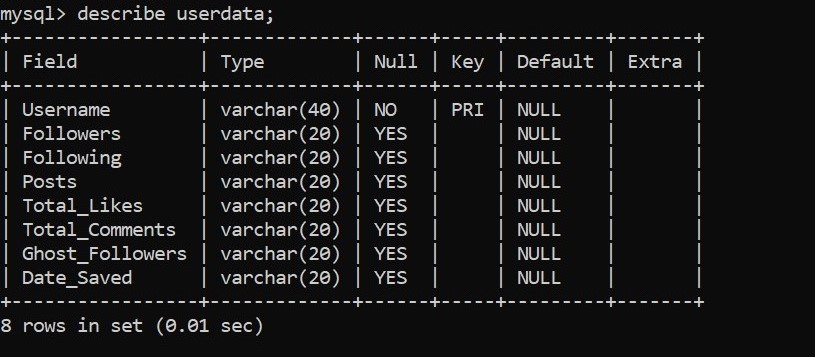 mysql> describe userdata;
+-----------------+-------------+------+-----+---------+-------+
| Field           | Type        | Null | Key | Default | Extra |
+-----------------+-------------+------+-----+---------+-------+
| Username        | varchar(40) | NO   | PRI | NULL    |       |
| Followers       | varchar(20) | YES  |     | NULL    |       |
| Following       | varchar(20) | YES  |     | NULL    |       |
| Posts           | varchar(20) | YES  |     | NULL    |       |
| Total_Likes     | varchar(20) | YES  |     | NULL    |       |
| Total_Comments  | varchar(20) | YES  |     | NULL    |       |
| Ghost_Followers | varchar(20) | YES  |     | NULL    |       |
| Date_Saved      | varchar(20) | YES  |     | NULL    |       |
+-----------------+-------------+------+-----+---------+-------+
8 rows in set (0.01 sec)